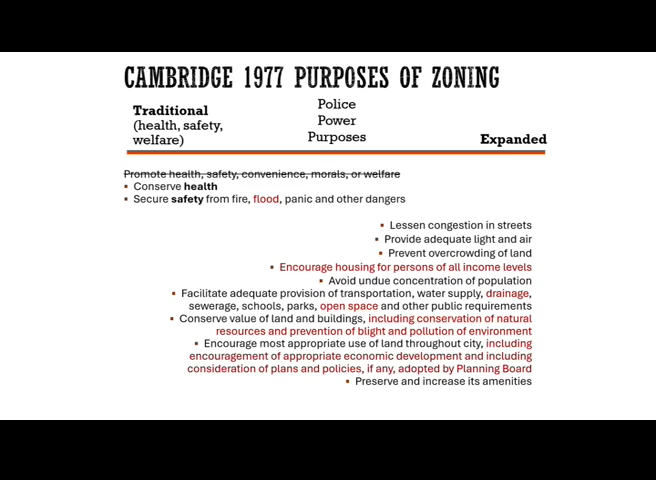 CAMBRIDGE 1977 PURPOSES OF ZONING
Traditional
(health, safety,
welfare)
Police
Power
Purposes
Expanded
Promote health, safety, convenience, morals, or welfare
▪ Conserve health
▪ Secure safety from fire, flood, panic and other dangers
▪ Lessen congestion in streets
▪ Provide adequate light and air
▪ Prevent overcrowding of land
▪ Encourage housing for persons of all income levels
▪ Avoid undue concentration of population
▪ Facilitate adequate provision of transportation, water supply, drainage,
sewerage, schools, parks, open space and other public requirements,
▪ Conserve value of land and buildings, including conservation of natural
resources and prevention of blight and pollution of environment
▪ Encourage most appropriate use of land throughout city, including
encouragement of appropriate economic development and including
consideration of plans and policies, if any, adopted by Planning Board
▪ Preserve and increase its amenities